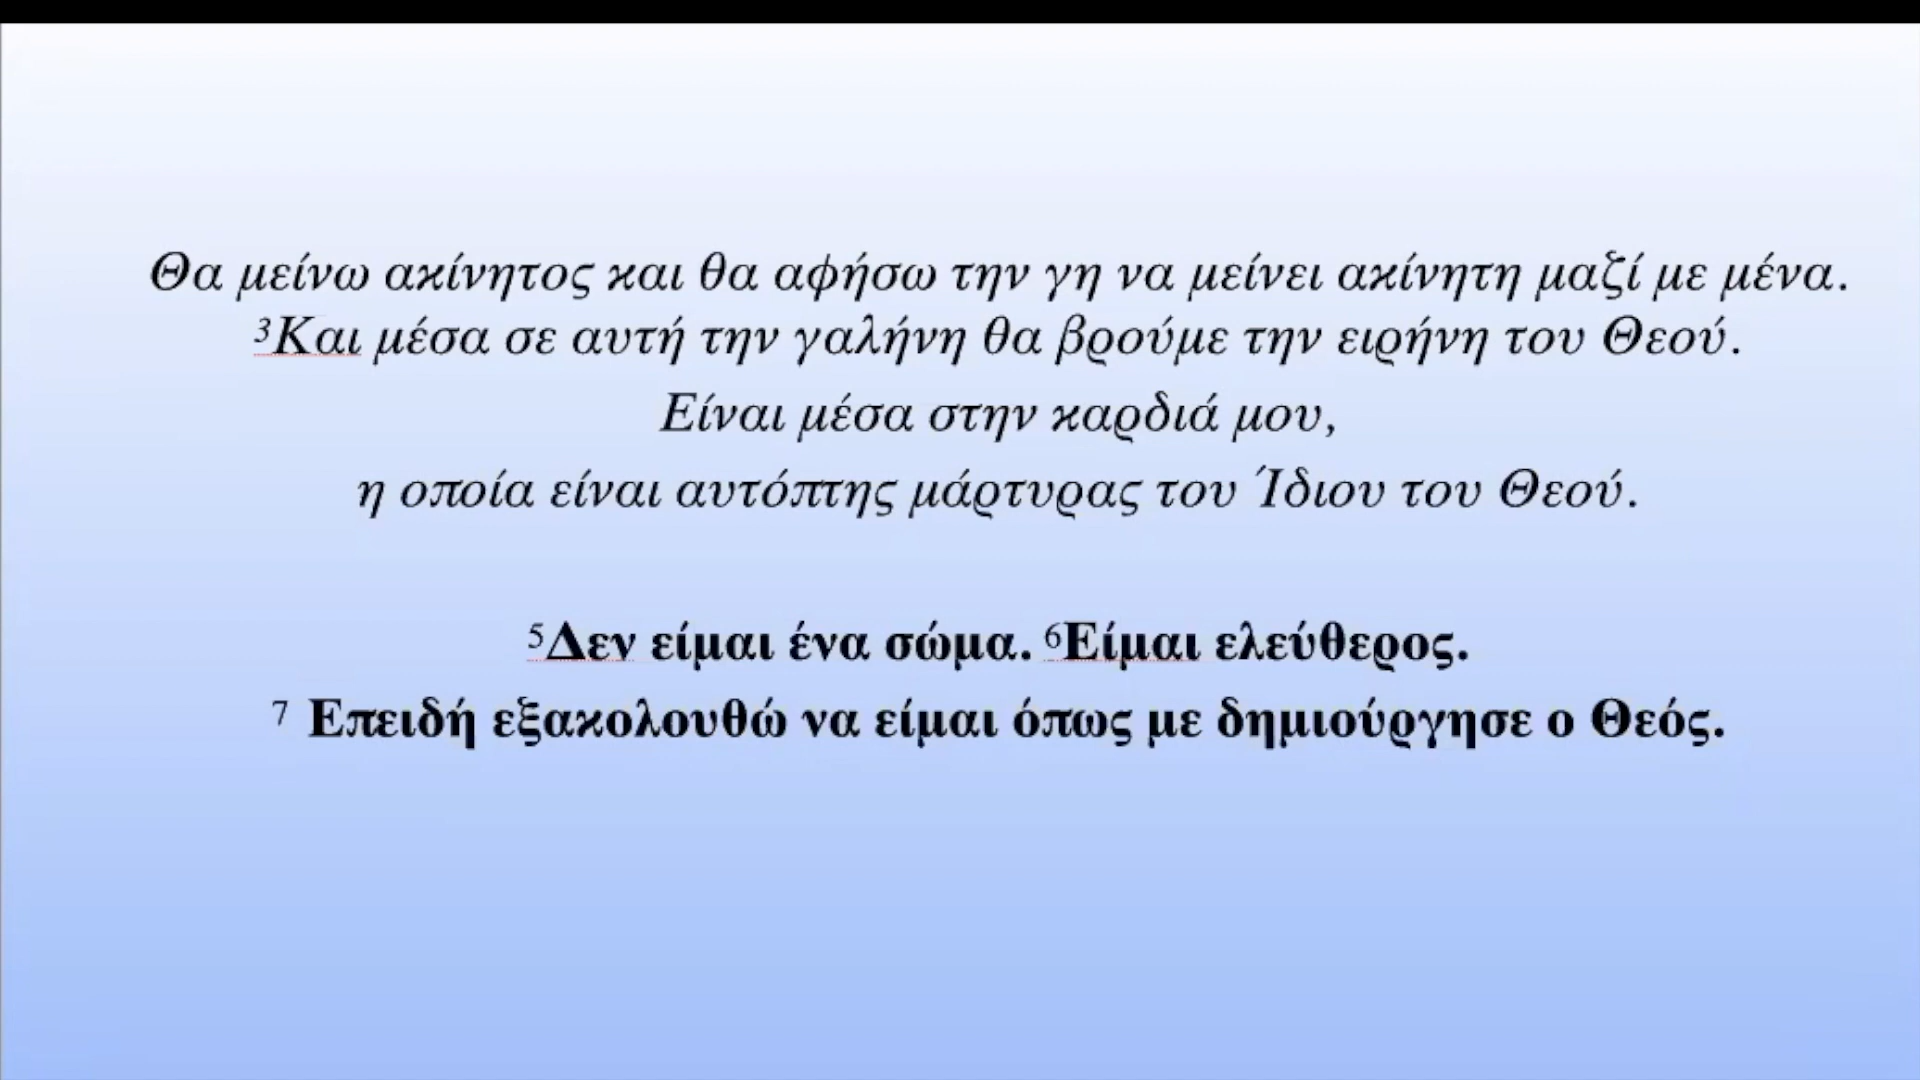 Θα μείνω ακίνητος και θα αφήσω την γη να μείνει ακίνητη μαζί με μένα.
³Και μέσα σε αυτή την γαλήνη θα βρούμε την ειρήνη του Θεού.
Είναι μέσα στην καρδιά μου,
η οποία είναι αυτόπτης μάρτυρας του Ίδιου του Θεού.
⁵Δεν είμαι ένα σώμα. ⁶Είμαι ελεύθερος.
⁷ Επειδή εξακολουθώ να είμαι όπως με δημιούργησε ο Θεός.